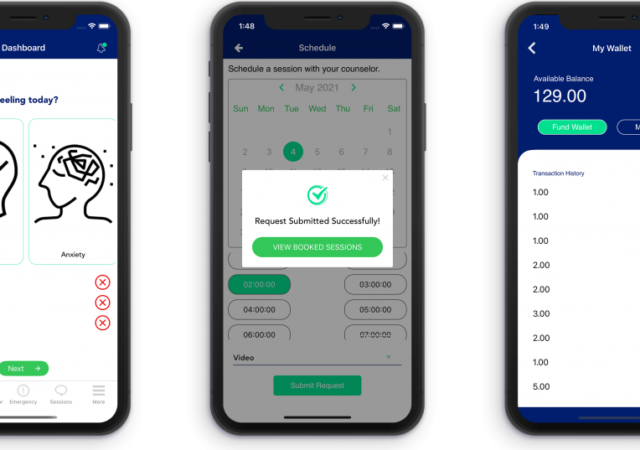 Dashboard
eeling today?
Anxiety
Next →
Emergency
Sessions
More
1:48
Schedule
Schedule a session with your counselor.
May 2021
Sun Mon Tue Wed Thu Fri Sat
1
2 3 4 5 6 7 8
Request Submitted Successfully!
VIEW BOOKED SESSIONS
02:00:00 03:00:00
04:00:00 05:00:00
06:00:00 07:00:00
Video
Submit Request
1:49
My Wallet
Available Balance
129.00
Fund Wallet M
Transaction History
1.00
1.00
1.00
2.00
2.00
3.00
2.00
1.00
5.00